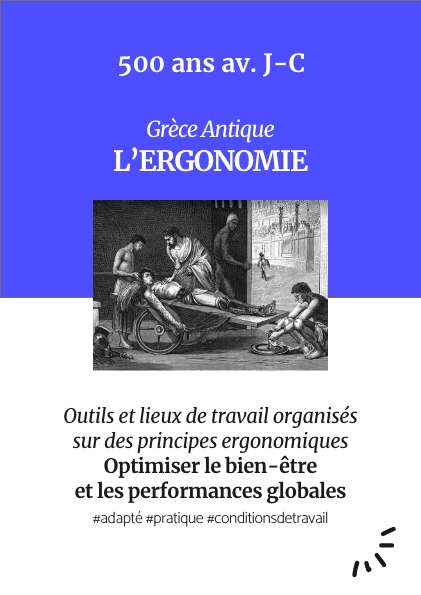 500 ans av. J-C
Grèce Antique
L’ERGONOMIE
Outils et lieux de travail organisés
sur des principes ergonomiques
Optimiser le bien-être
et les performances globales
#adapté #pratique #conditionsdetravail